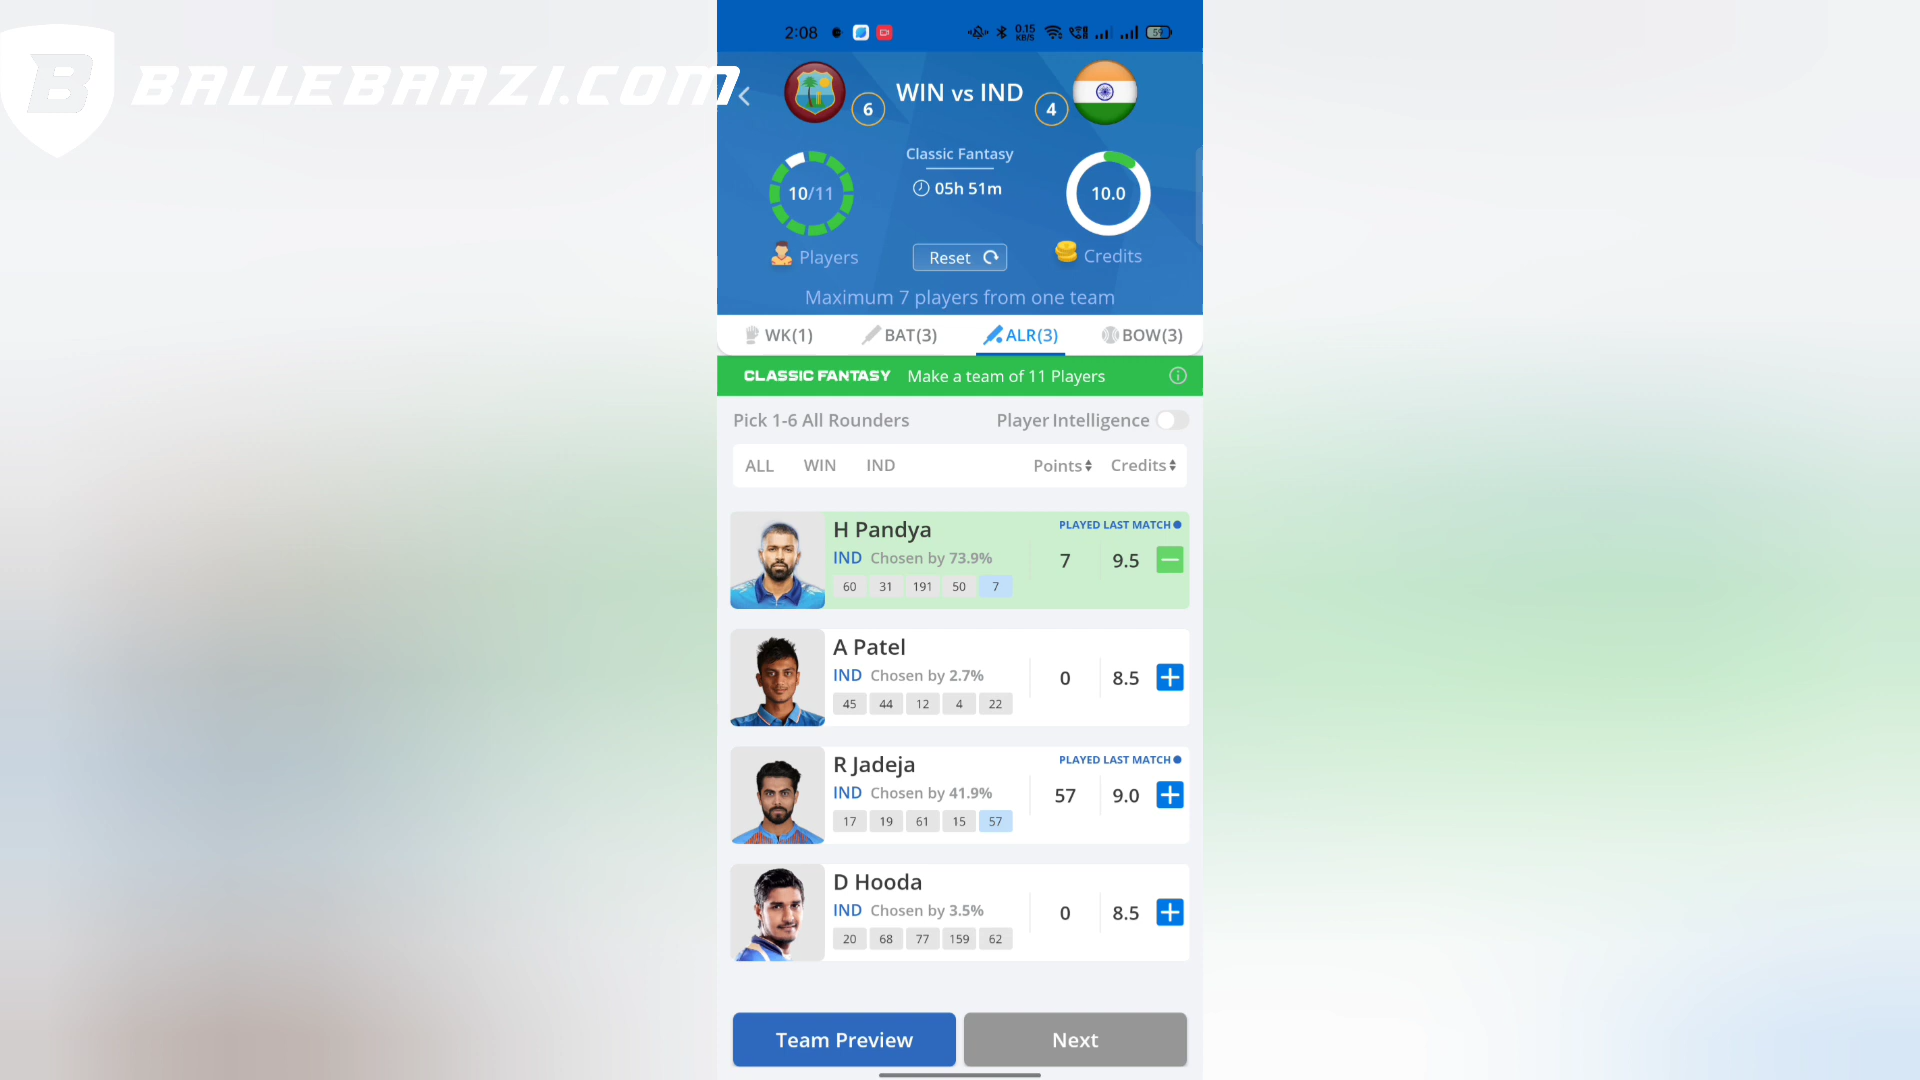 BALLEBAAZI.COM
2:08
0.15
KB/S
59
6
WIN vs IND
4
Classic Fantasy
05h 51m
10/11
10.0
Players
Reset
Credits
Maximum 7 players from one team
WK(1)
BAT(3)
ALR(3)
BOW(3)
CLASSIC FANTASY
Make a team of 11 Players
Pick 1-6 All Rounders
Player Intelligence
ALL
WIN
IND
Points
Credits
H Pandya
PLAYED LAST MATCH
IND Chosen by 73.9%
7
9.5
60 31 191 50 7
A Patel
IND Chosen by 2.7%
0
8.5
45 44 12 4 22
R Jadeja
PLAYED LAST MATCH
IND Chosen by 41.9%
57
9.0
17 19 61 15 57
D Hooda
IND Chosen by 3.5%
0
8.5
20 68 77 159 62
Team Preview
Next